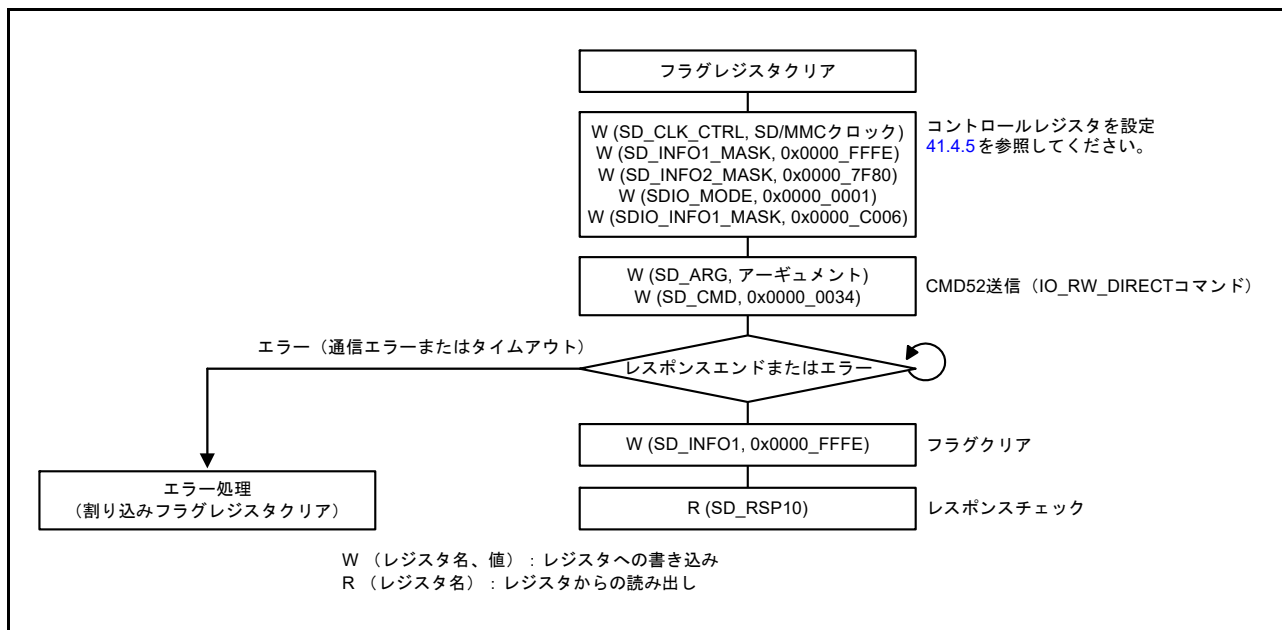 フラグレジスタクリア
W (SD_CLK_CTRL, SD/MMCクロック)
W (SD_INFO1_MASK, 0x0000_FFFE)
W (SD_INFO2_MASK, 0x0000_7F80)
W (SDIO_MODE, 0x0000_0001)
W (SDIO_INFO1_MASK, 0x0000_C006)
コントロールレジスタを設定
41.4.5を参照してください。
W (SD_ARG, アーギュメント)
W (SD_CMD, 0x0000_0034)
CMD52送信（IO_RW_DIRECTコマンド）
エラー（通信エラーまたはタイムアウト）
レスポンスエンドまたはエラー
W (SD_INFO1, 0x0000_FFFE)
フラグクリア
エラー処理
（割り込みフラグレジスタクリア）
R (SD_RSP10)
レスポンスチェック
W （レジスタ名、値）：レジスタへの書き込み
R （レジスタ名）：レジスタからの読み出し